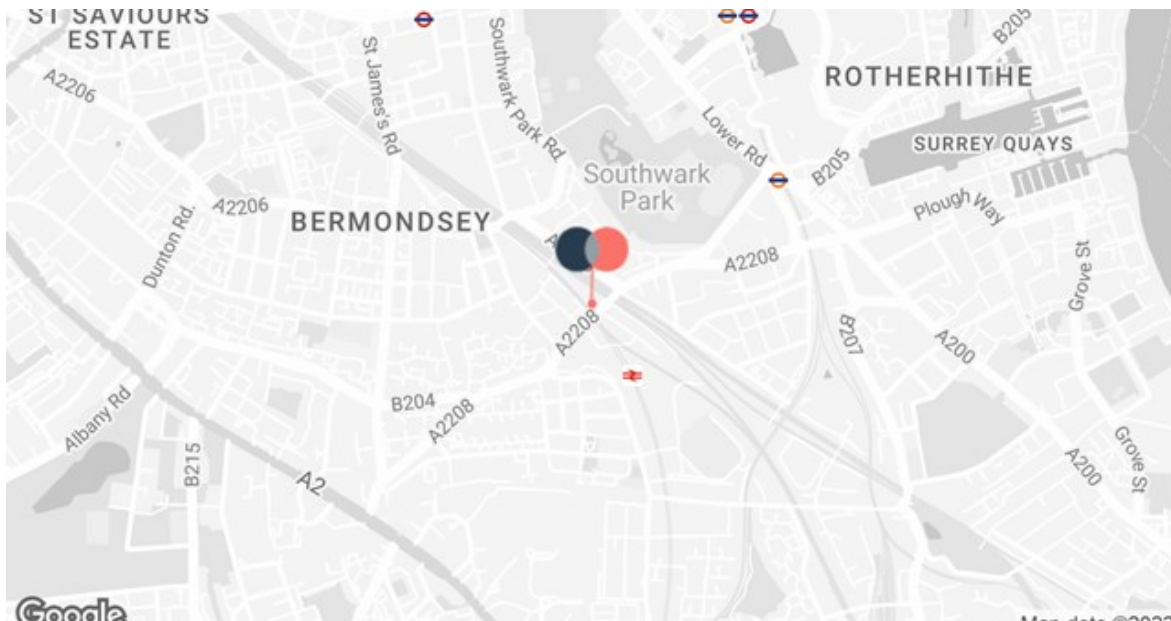 ST SAVIOURS
ESTATE
A2206
St James's Rd
Southwark Park Rd
Lower Rd
B205
B205
ROTHERHITHE
SURREY QUAYS
Plough Way
Southwark
Park
A2206
BERMONDSEY
Dunton Rd.
A2208
Grove St
A2208
B207
A200
B204
A2208
Albany Rd
B215
A2
Grove St
A200
Google